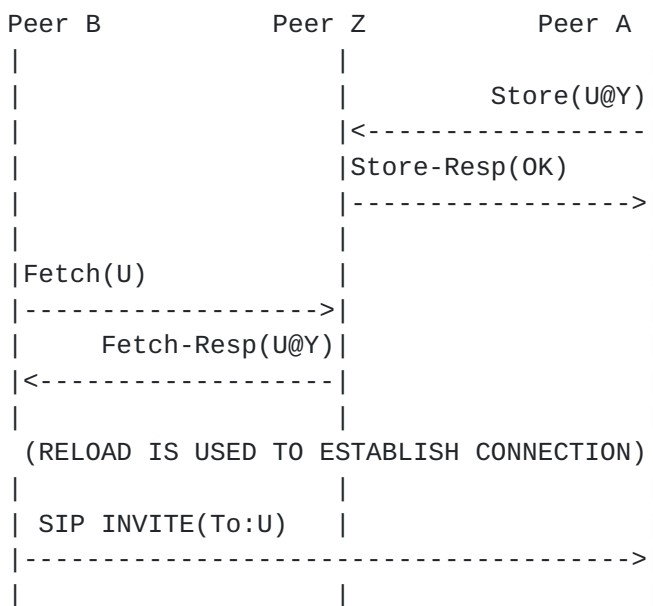 Peer B           Peer Z           Peer A
|                    |
|                    |         Store(U@Y)
|                    |<------------------
|                    |Store-Resp(OK)
|                    |------------------>
|                    |
|Fetch(U)            |
|------------------->|
|     Fetch-Resp(U@Y)|
|<-------------------|
|                    |
 (RELOAD IS USED TO ESTABLISH CONNECTION)
|                    |
| SIP INVITE(To:U)   |
|--------------------------------------->
|                    |